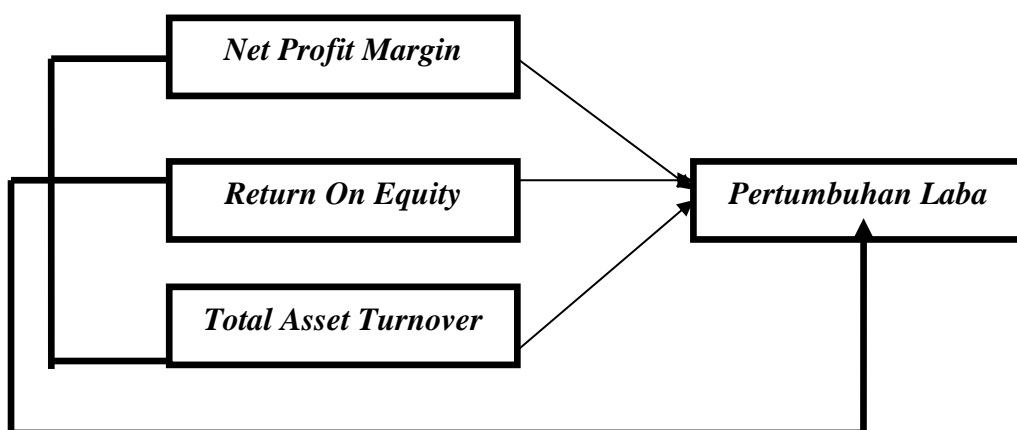 Net Profit Margin
Return On Equity
Pertumbuhan Laba
Total Asset Turnover